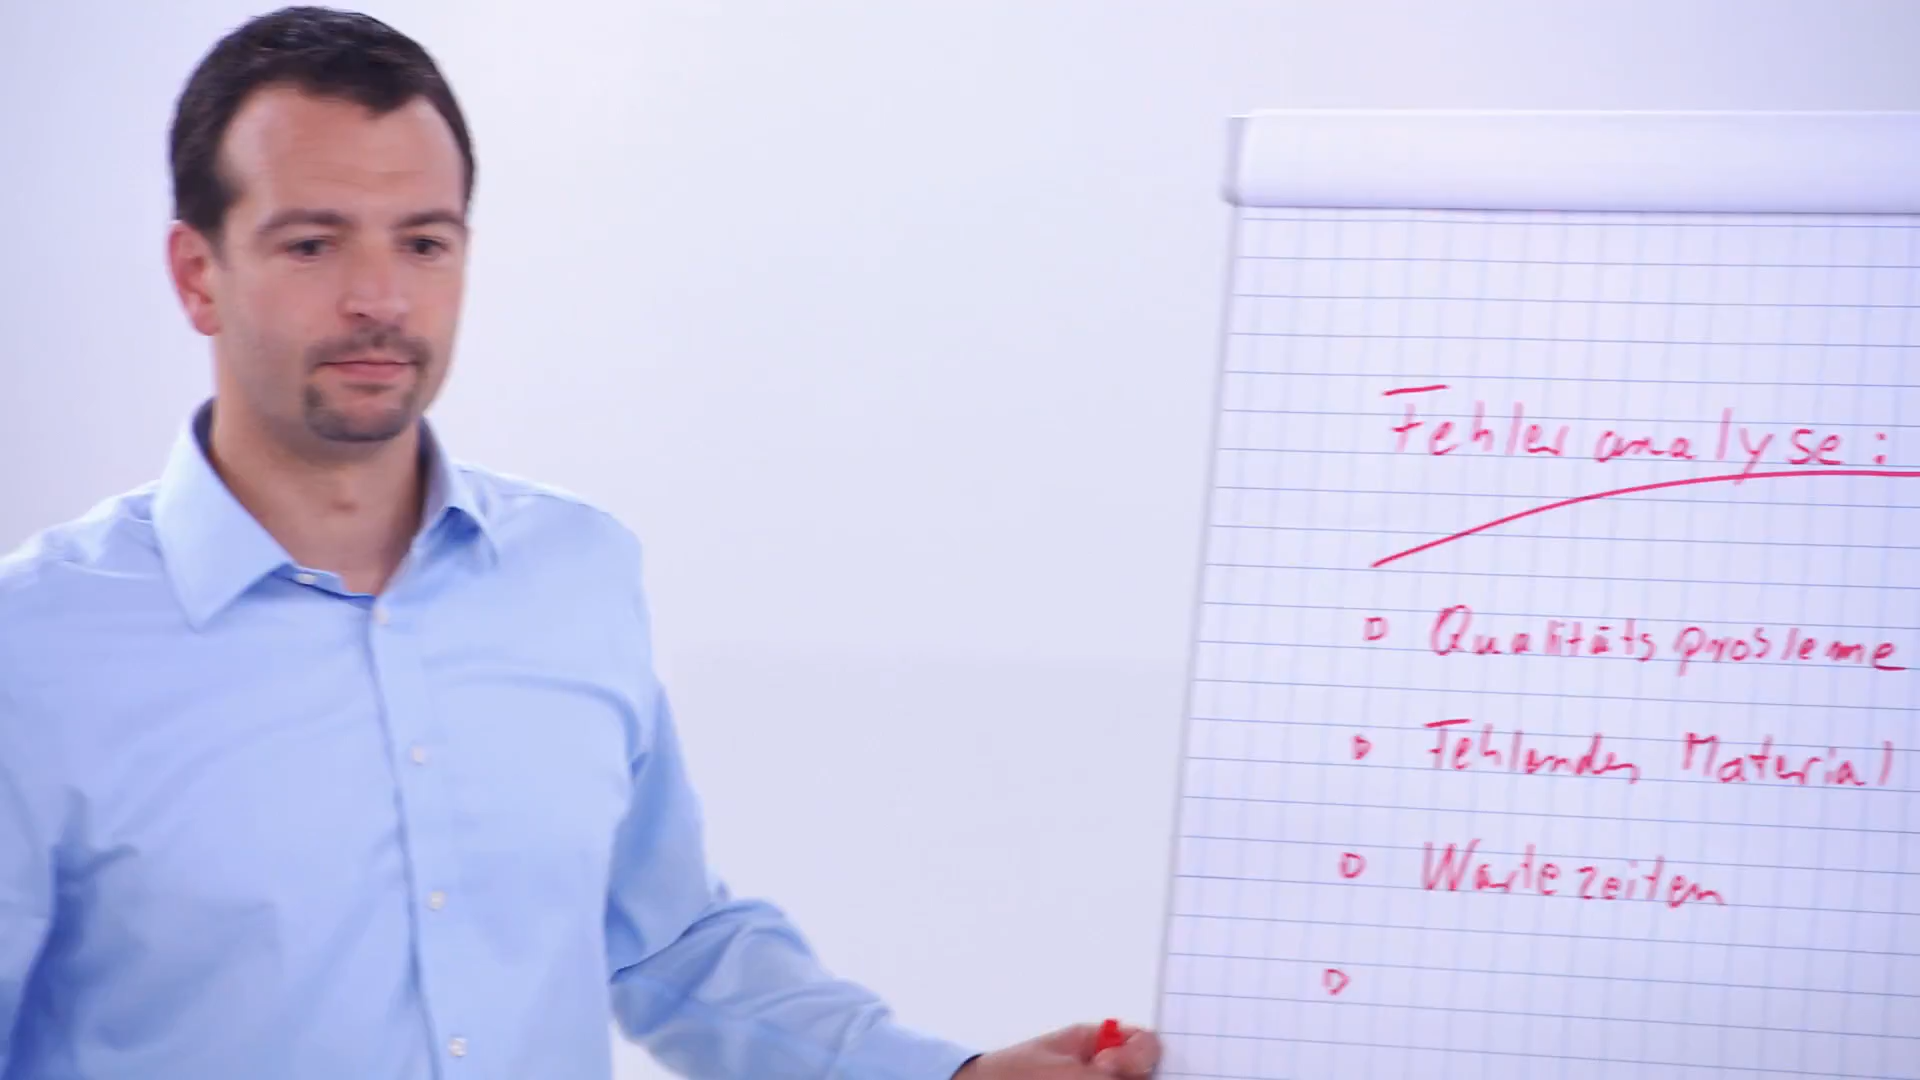 Fehleranalyse:
Qualitätsprobleme
Fehlendes Material
Wartezeiten